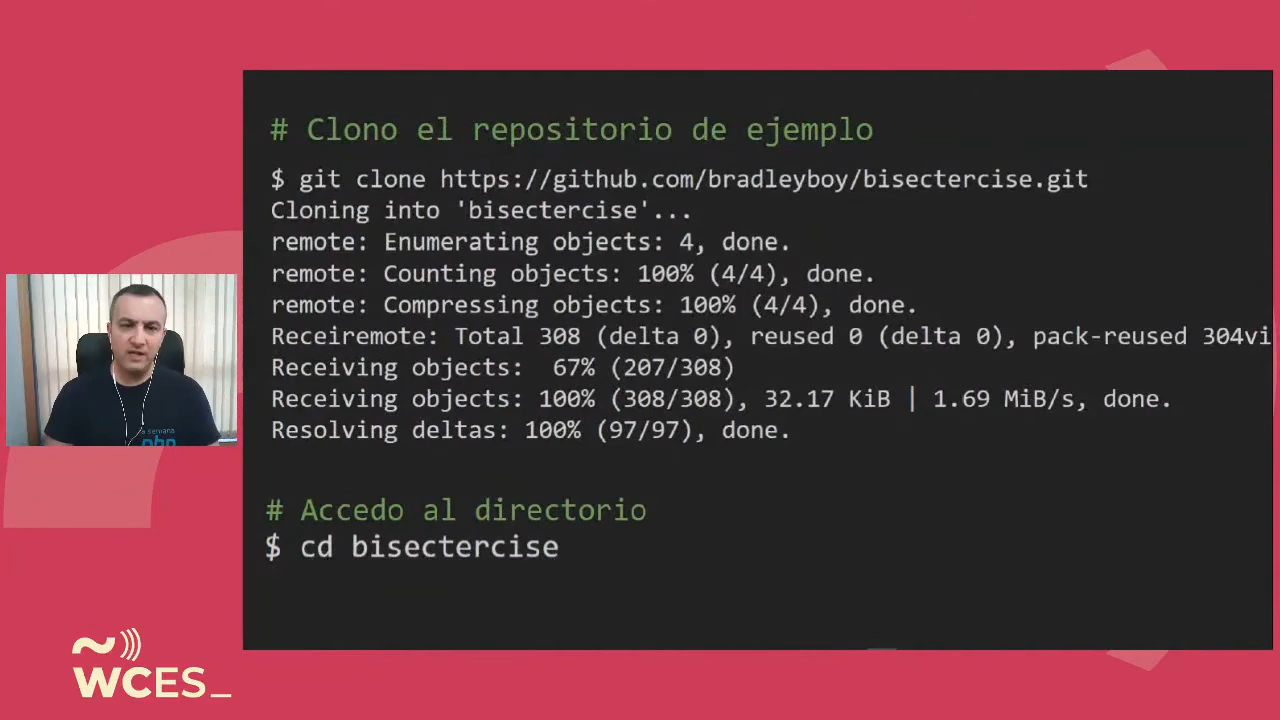 # Clono el repositorio de ejemplo
$ git clone https://github.com/bradleyboy/bisectercise.git
Cloning into 'bisectercise'...
remote: Enumerating objects: 4, done.
remote: Counting objects: 100% (4/4), done.
remote: Compressing objects: 100% (4/4), done.
Receiremote: Total 308 (delta 0), reused 0 (delta 0), pack-reused 304vi
Receiving objects:  67% (207/308)
Receiving objects: 100% (308/308), 32.17 KiB | 1.69 MiB/s, done.
Resolving deltas: 100% (97/97), done.
# Accedo al directorio
$ cd bisectercise
la semana
php
WCES_